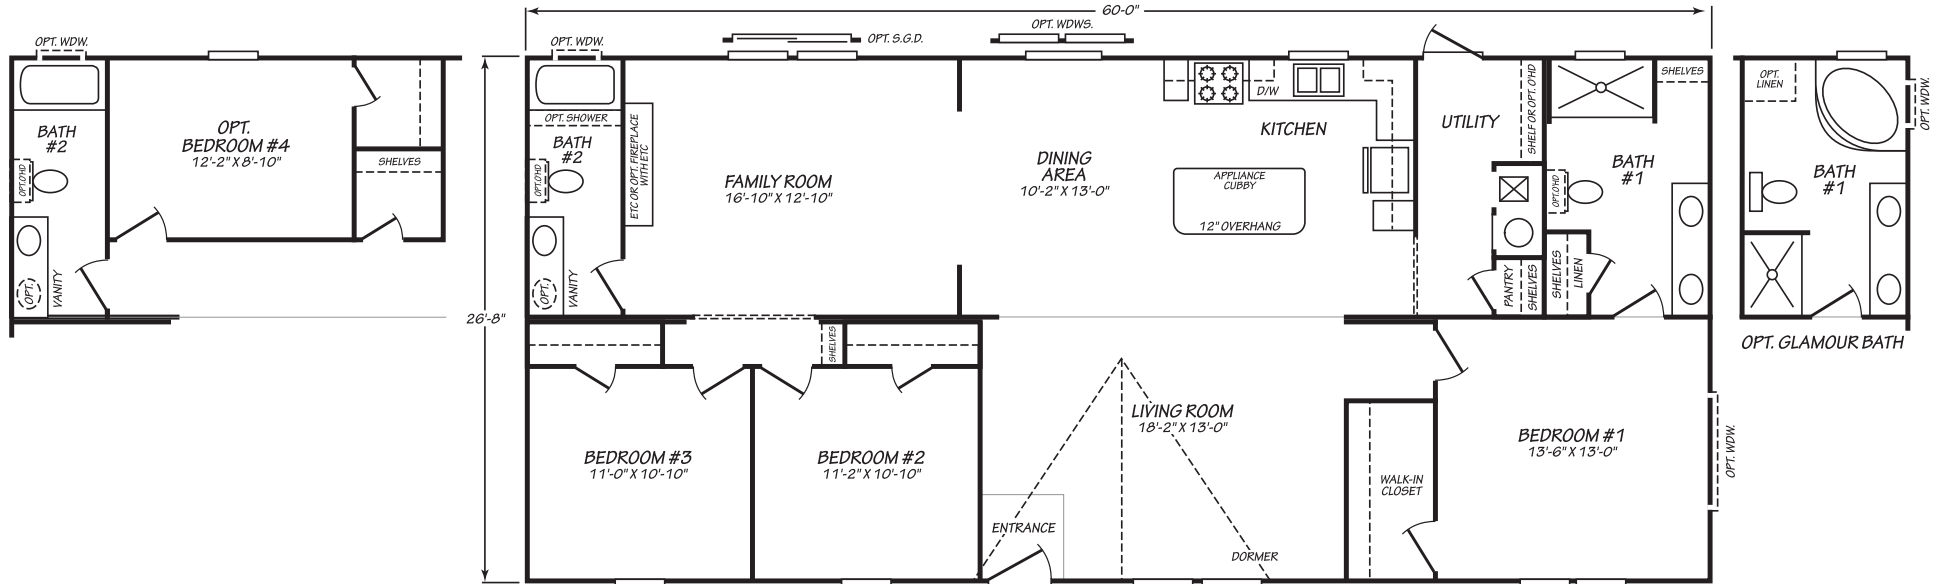 60'-0"
OPT. WDW.
OPT.
BEDROOM #4
12'-2" X 8'-10"
BATH
#2
SHELVES
OPT.O'HD
OPT.
VANITY
26'-8"
OPT. WDW.
OPT. S.G.D.
OPT. WDWS.
OPT. SHOWER
BATH
#2
OPT.O'HD
OPT.
VANITY
ETC OR OPT. FIREPLACE
WITH ETC
FAMILY ROOM
16'-10" X 12'-10"
DINING
AREA
10'-2" X 13'-0"
D/W
KITCHEN
APPLIANCE
CUBBY
12" OVERHANG
UTILITY
SHELF OR OPT. O'HD
SHELVES
BATH
#1
OPT.O'HD
PANTRY
SHELVES
SHELVES
LINEN
OPT.
LINEN
OPT. WDW.
BATH
#1
OPT. GLAMOUR BATH
SHELVES
BEDROOM #3
11'-0" X 10'-10"
BEDROOM #2
11'-2" X 10'-10"
ENTRANCE
LIVING ROOM
18'-2" X 13'-0"
DORMER
WALK-IN
CLOSET
BEDROOM #1
13'-6" X 13'-0"
OPT. WDW.